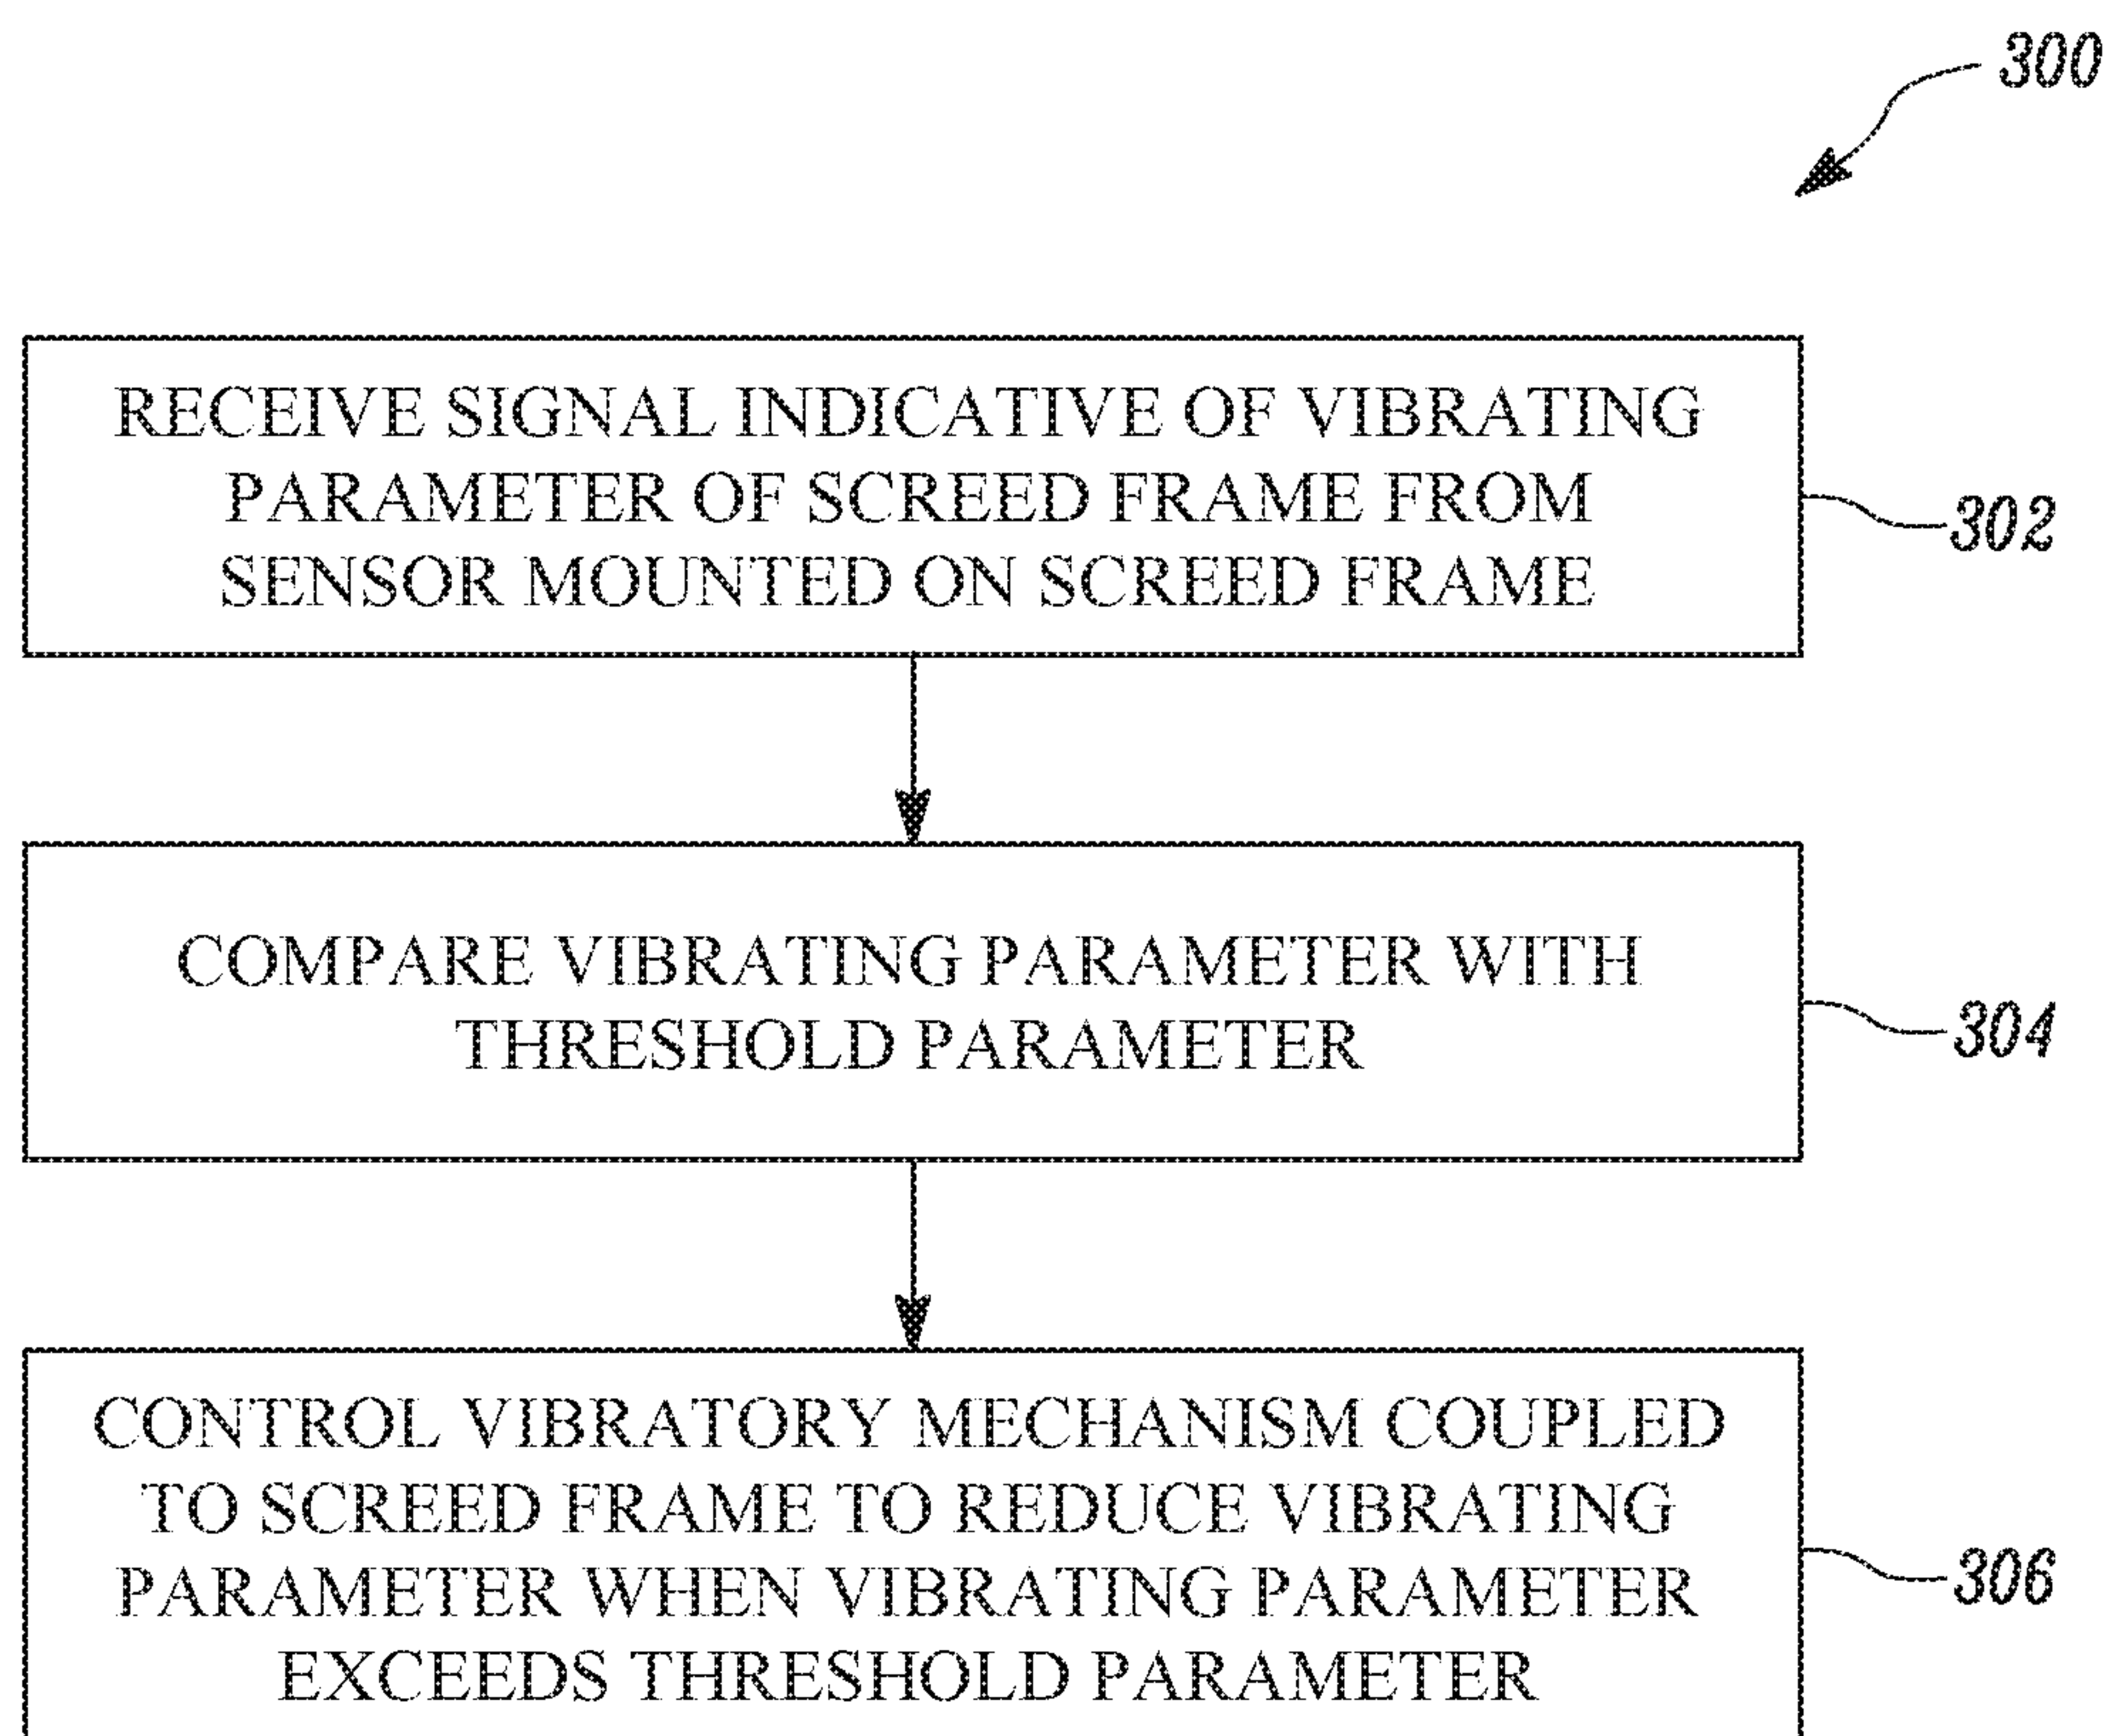 300
RECEIVE SIGNAL INDICATIVE OF VIBRATING
PARAMETER OF SCREED FRAME FROM
SENSOR MOUNTED ON SCREED FRAME
302
COMPARE VIBRATING PARAMETER WITH
THRESHOLD PARAMETER
304
CONTROL VIBRATORY MECHANISM COUPLED
TO SCREED FRAME TO REDUCE VIBRATING
PARAMETER WHEN VIBRATING PARAMETER
EXCEEDS THRESHOLD PARAMETER
306